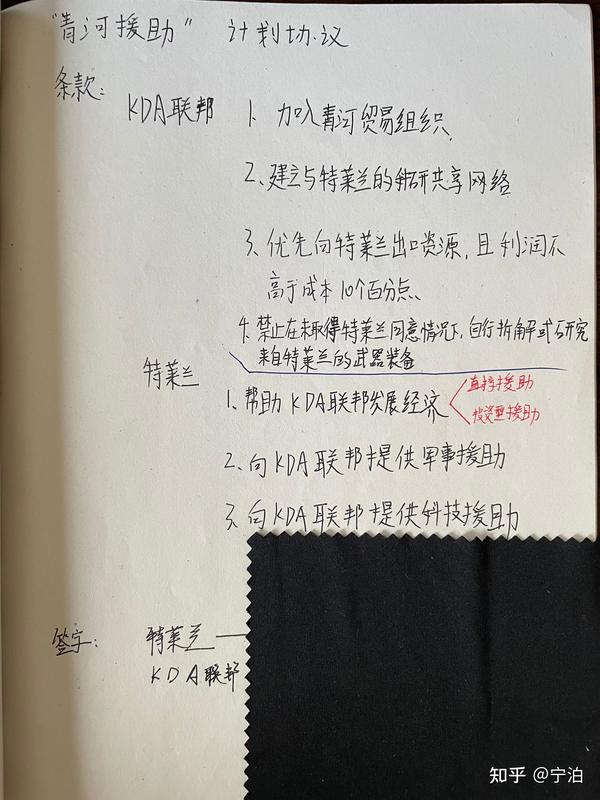 “青河援助” 计划协议
条款:
KDA联邦 1、加入青河贸易组织、
2、建立与特莱兰的科研共享网络
3、优先向特莱兰出口资源,且利润不
高于成本10个百分点、
4、禁止在未取得特莱兰同意情况下,自行拆解或研究
来自特莱兰的武器装备
特莱兰
1、帮助KDA联邦发展经济
直接援助
投资型援助
2、向KDA联邦提供军事援助
3、向KDA联邦提供科技援助
签字: 特莱兰
KDA联邦
知乎 @宁泊